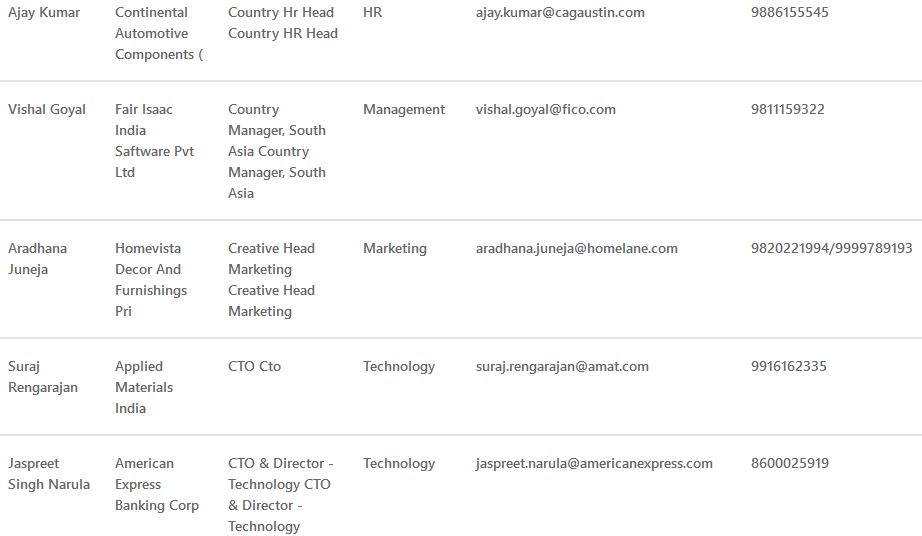 Ajay Kumar Continental Country Hr Head HR ajay.kumar@cagaustin.com 9886155545
Automotive Country HR Head
Components (
Vishal Goyal Fair Isaac Country Management vishal.goyal@fico.com 9811159322
India Manager, South
Saftware Pvt Asia Country
Ltd Manager, South
Asia
Aradhana Homevista Creative Head Marketing aradhana.juneja@homelane.com 9820221994/9999789193
Juneja Decor And Marketing
Furnishings Creative Head
Pri Marketing
Suraj Applied CTO Cto Technology suraj.rengarajan@amat.com 9916162335
Rengarajan Materials
India
Jaspreet American CTO & Director - Technology jaspreet.narula@americanexpress.com 8600025919
Singh Narula Express Technology CTO
Banking Corp & Director -
Technology